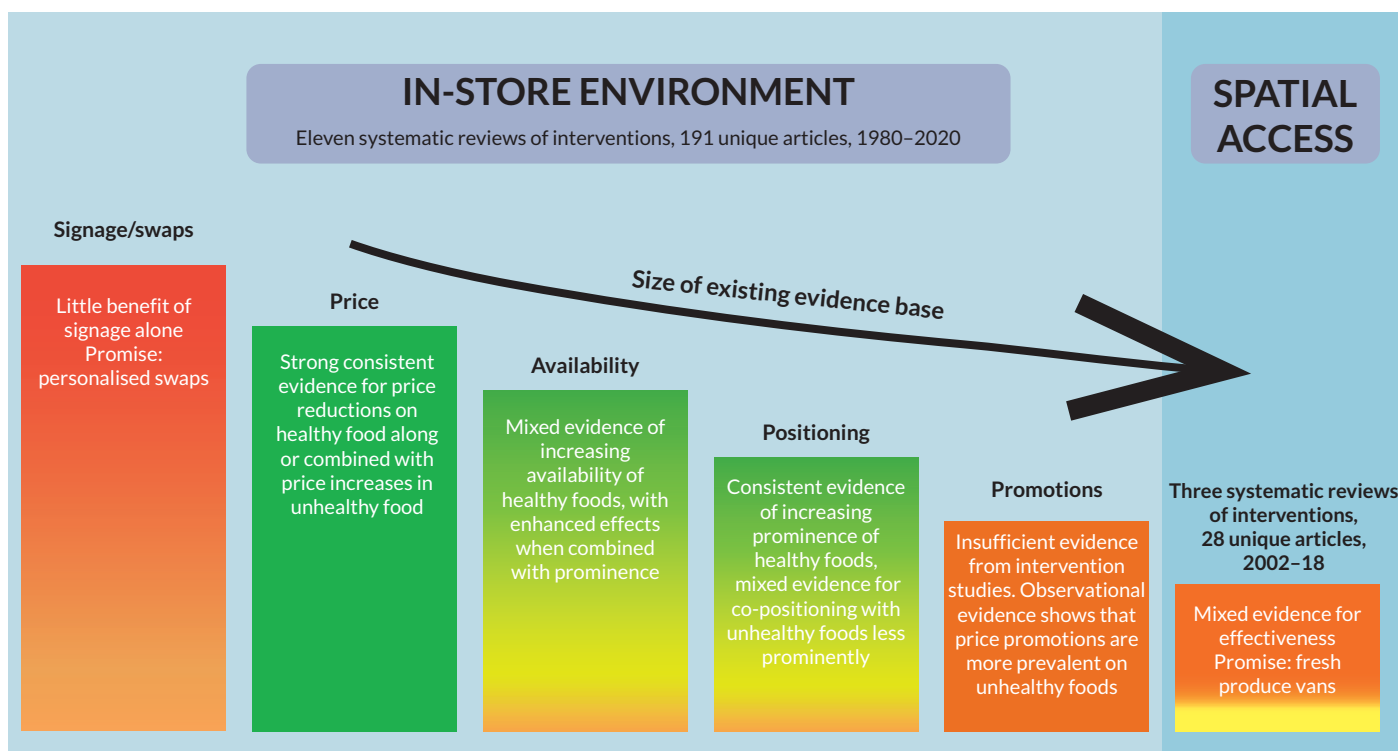 IN-STORE ENVIRONMENT
Eleven systematic reviews of interventions, 191 unique articles, 1980–2020
SPATIAL
ACCESS
Signage/swaps
Little benefit of
signage alone
Promise:
personalised swaps
Price
Strong consistent
evidence for price
reductions on
healthy food along
or combined with
price increases in
unhealthy food
Size of existing evidence base
Availability
Mixed evidence of
increasing
availability of
healthy foods, with
enhanced effects
when combined
with prominence
Positioning
Consistent evidence
of increasing
prominence of
healthy foods,
mixed evidence for
co-positioning with
unhealthy foods less
prominently
Promotions
Insufficient evidence
from intervention
studies. Observational
evidence shows that
price promotions are
more prevalent on
unhealthy foods
Three systematic reviews
of interventions,
28 unique articles,
2002–18
Mixed evidence for
effectiveness
Promise: fresh
produce vans